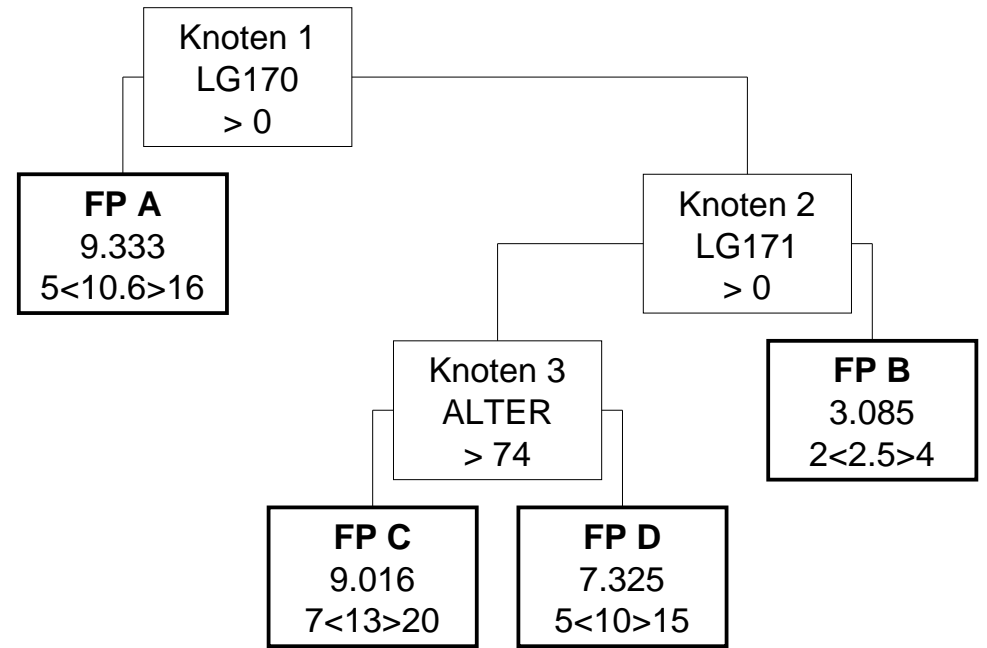 Knoten 1
LG170
> 0
FP A
9.333
5<10.6>16
Knoten 2
LG171
> 0
Knoten 3
ALTER
> 74
FP B
3.085
2<2.5>4
FP C
9.016
7<13>20
FP D
7.325
5<10>15